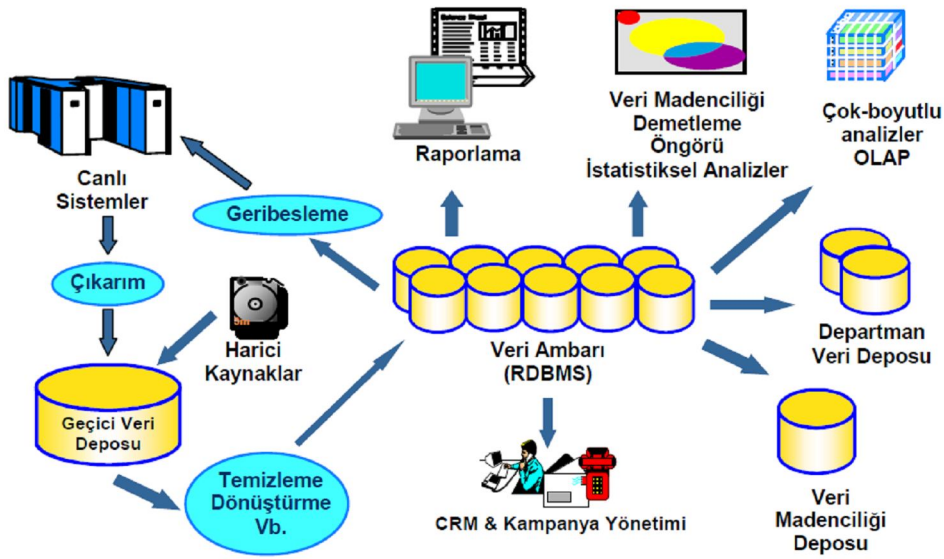 Raporlama
Veri Madenciliği
Demetleme
Öngörü
İstatistiksel Analizler
Çok-boyutlu
analizler
OLAP
Canlı
Sistemler
Geribesleme
Çıkarım
Harici
Kaynaklar
Veri Ambarı
(RDBMS)
Departman
Veri Deposu
Geçici Veri
Deposu
Temizleme
Dönüştürme
Vb.
CRM & Kampanya Yönetimi
Veri
Madenciliği
Deposu